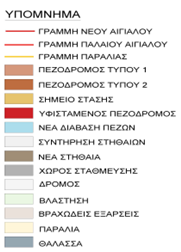 ΥΠΟΜΝΗΜΑ
ΓΡΑΜΜΗ ΝΕΟΥ ΑΙΓΙΑΛΟΥ
ΓΡΑΜΜΗ ΠΑΛΑΙΟΥ ΑΙΓΙΑΛΟΥ
ΓΡΑΜΜΗ ΠΑΡΑΛΙΑΣ
ΠΕΖΟΔΡΟΜΟΣ ΤΥΠΟΥ 1
ΠΕΖΟΔΡΟΜΟΣ ΤΥΠΟΥ 2
ΣΗΜΕΙΟ ΣΤΑΣΗΣ
ΥΦΙΣΤΑΜΕΝΟΣ ΠΕΖΟΔΡΟΜΟΣ
ΝΕΑ ΔΙΑΒΑΣΗ ΠΕΖΩΝ
ΣΥΝΤΗΡΗΣΗ ΣΤΗΘΑΙΩΝ
ΝΕΑ ΣΤΗΘΑΙΑ
ΧΩΡΟΣ ΣΤΑΘΜΕΥΣΗΣ
ΔΡΟΜΟΣ
ΒΛΑΣΤΗΣΗ
ΒΡΑΧΩΔΕΙΣ ΕΞΑΡΣΕΙΣ
ΠΑΡΑΛΙΑ
ΘΑΛΑΣΣΑ